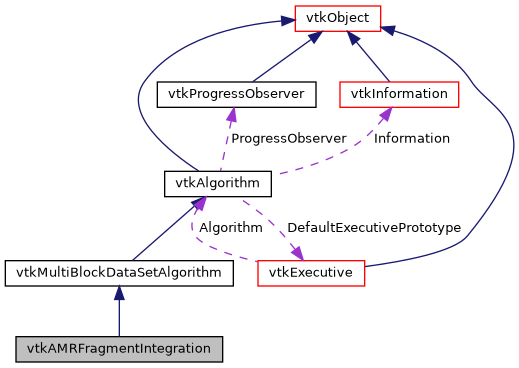 vtkObject
vtkProgressObserver
vtkInformation
ProgressObserver
Information
vtkAlgorithm
Algorithm
DefaultExecutivePrototype
vtkMultiBlockDataSetAlgorithm
vtkExecutive
vtkAMRFragmentIntegration